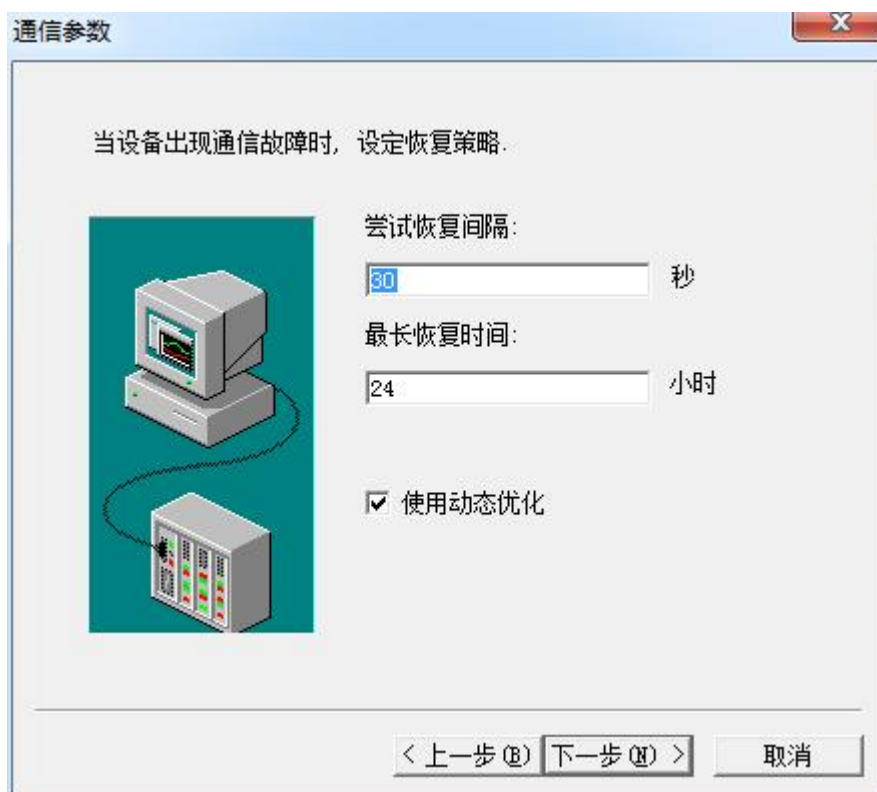 通信参数
当设备出现通信故障时, 设定恢复策略.
尝试恢复间隔:
30 秒
最长恢复时间:
24 小时
使用动态优化
< 上一步(B) 下一步(N) > 取消